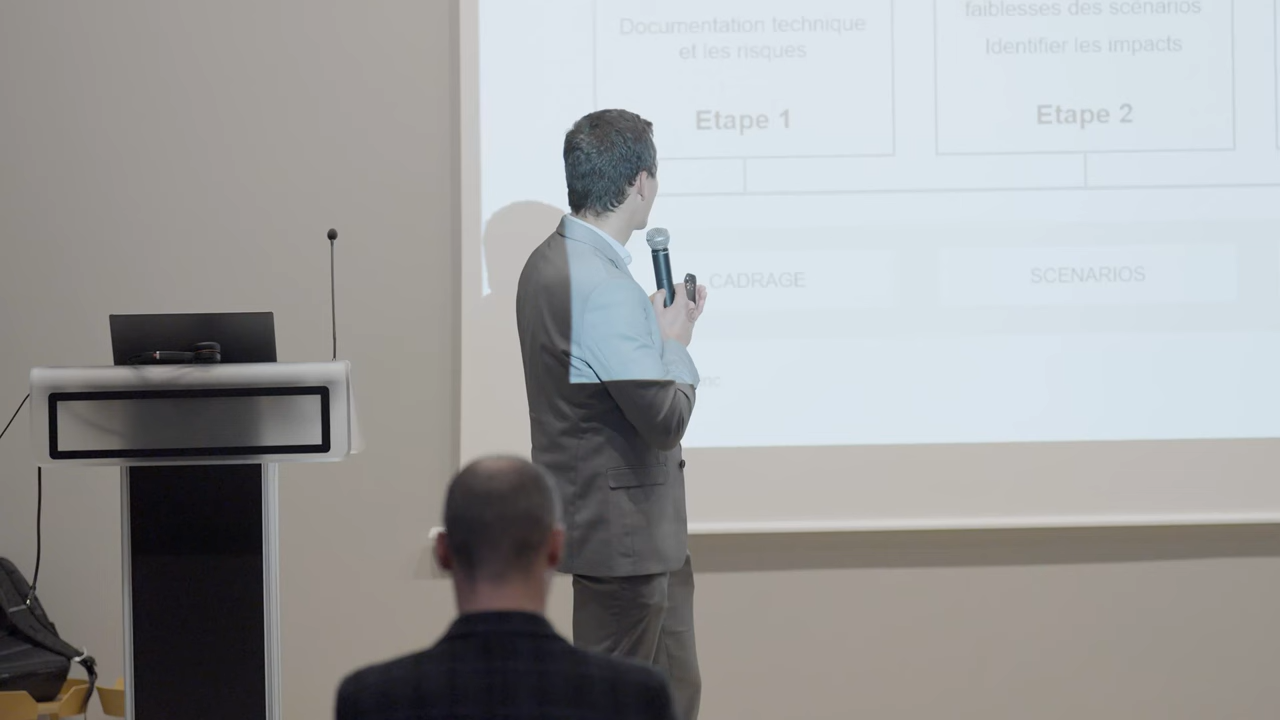 Documentation technique
et les risques
Etape 1
faiblesses des scénarios
Identifier les impacts
Etape 2
CADRAGE
SCENARIOS